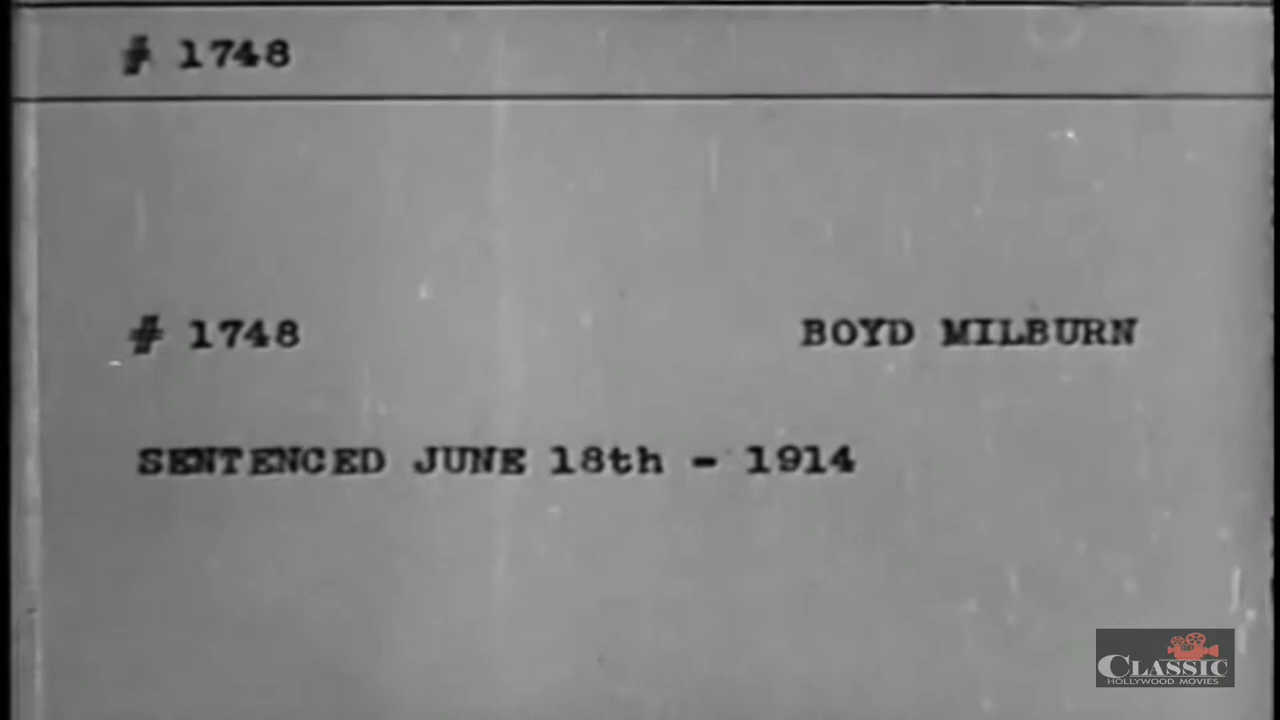 # 1748
# 1748 BOYD MILBURN
SENTENCED JUNE 18th - 1914
CLASSIC
HOLLYWOOD MOVIES